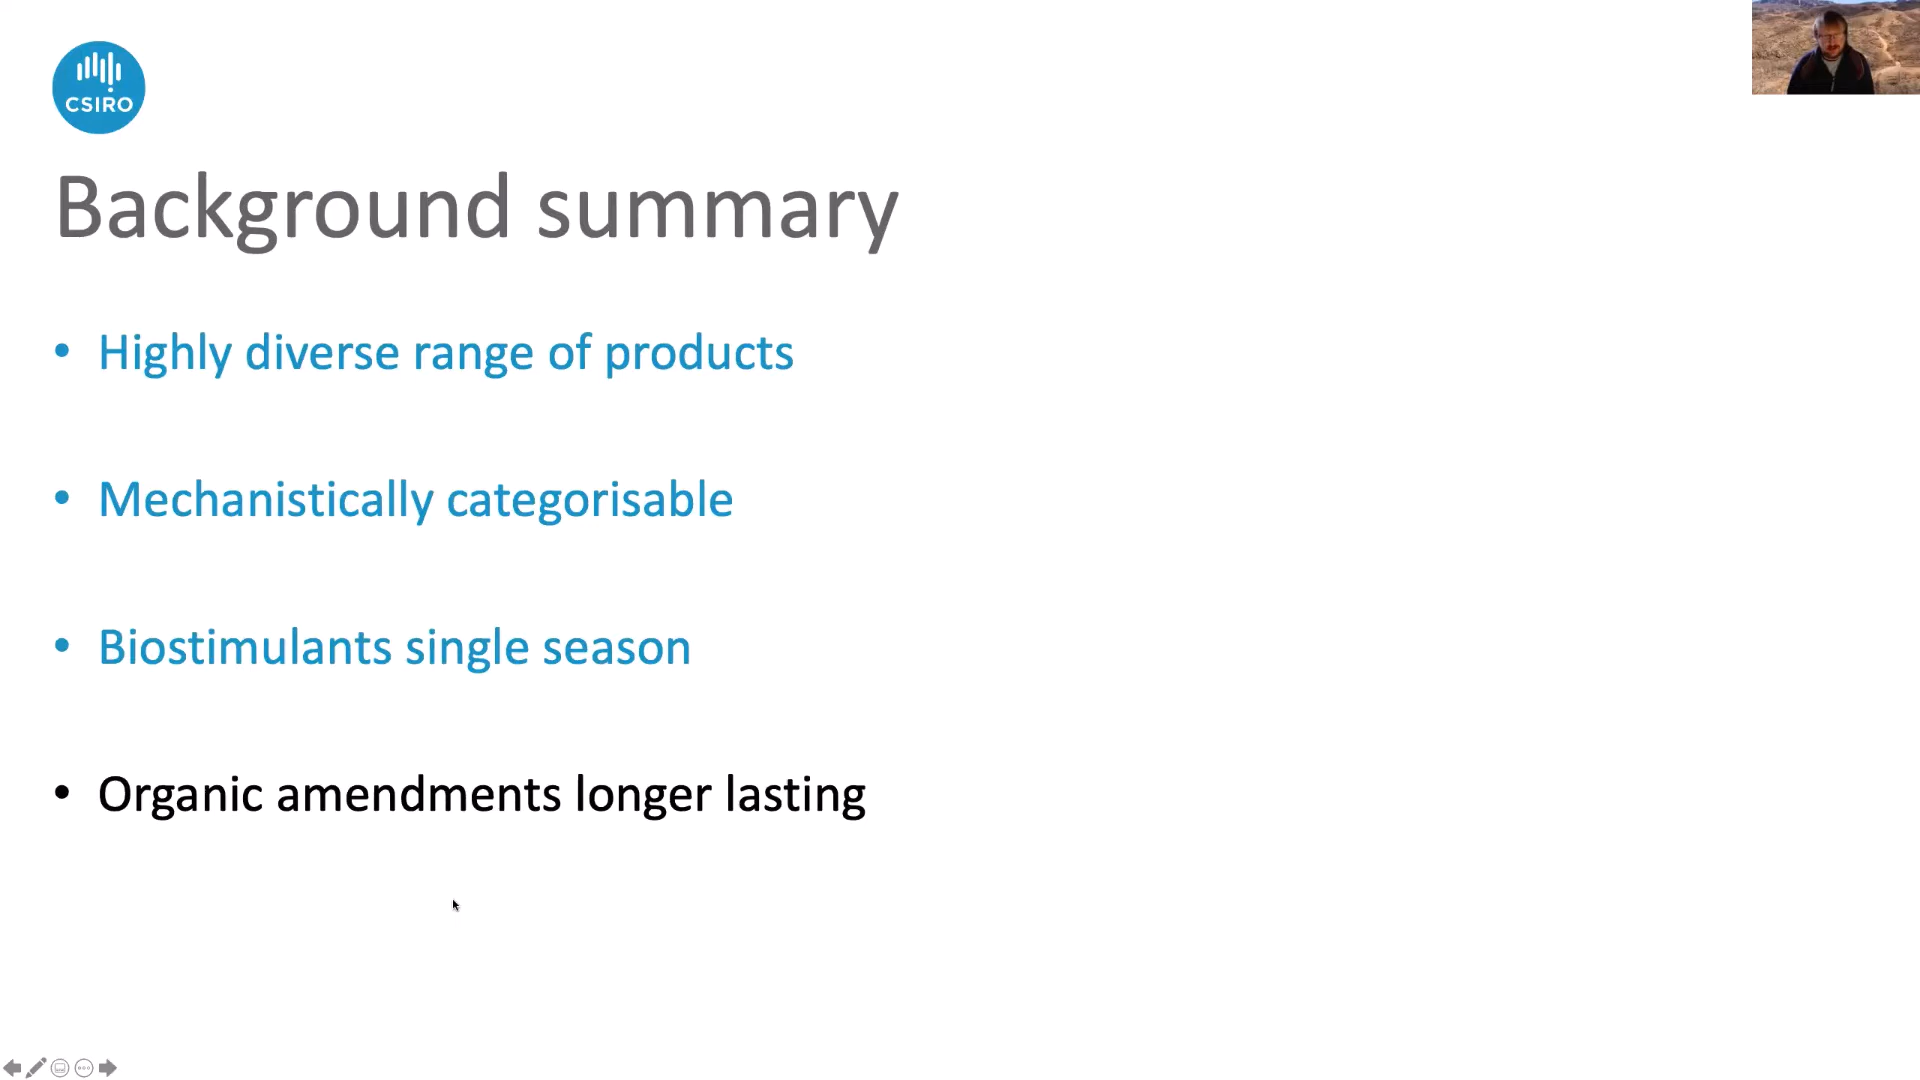 CSIRO
Background summary
• Highly diverse range of products
• Mechanistically categorisable
• Biostimulants single season
• Organic amendments longer lasting